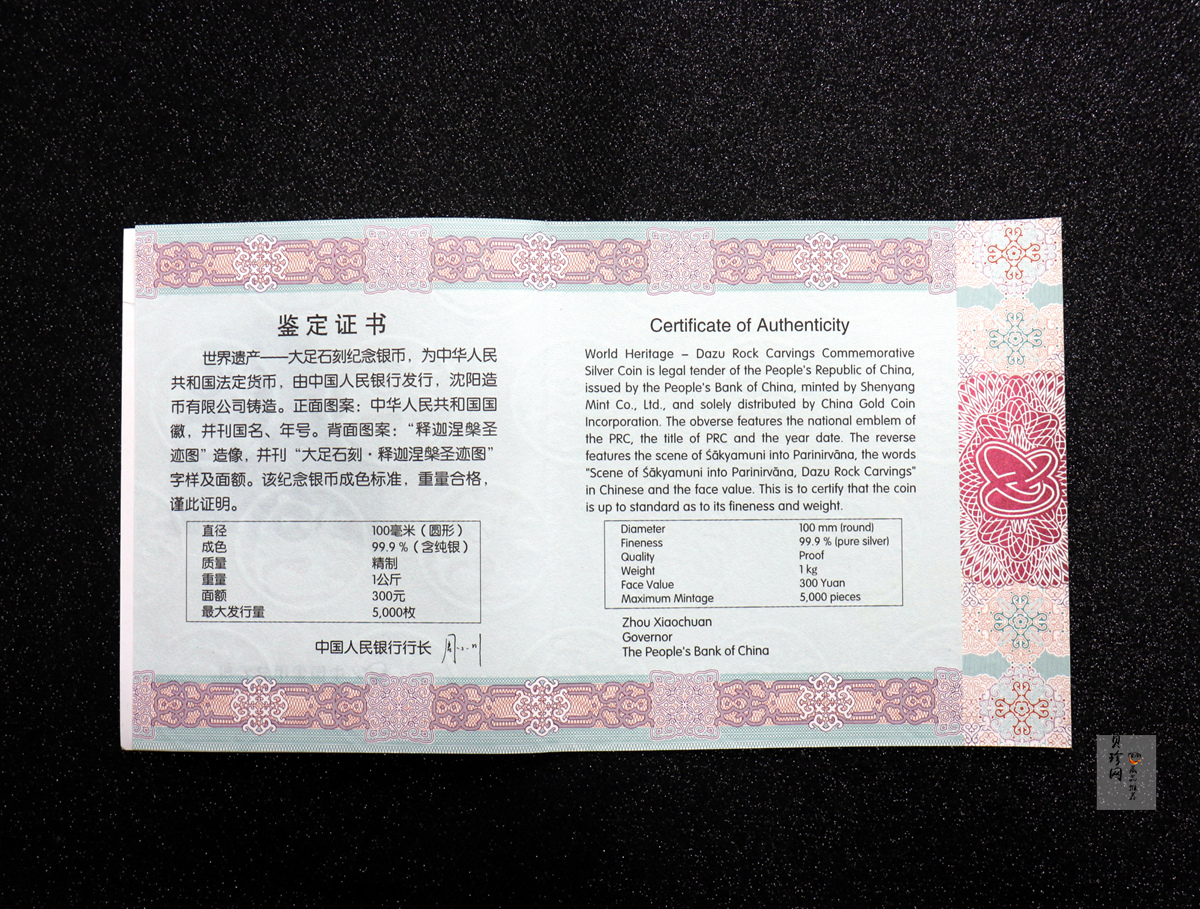 鉴定证书
世界遗产——大足石刻纪念银币，为中华人民
共和国法定货币，由中国人民银行发行，沈阳造
币有限公司铸造。正面图案：中华人民共和国国
徽，并刊国名、年号。背面图案：“释迦涅槃圣
迹图”造像，并刊“大足石刻·释迦涅槃圣迹图”
字样及面额。该纪念银币成色标准，重量合格，
谨此证明。
直径 100毫米（圆形）
成色 99.9 %（含纯银）
质量 精制
重量 1公斤
面额 300元
最大发行量 5,000枚
中国人民银行行长
Certificate of Authenticity
World Heritage – Dazu Rock Carvings Commemorative
Silver Coin is legal tender of the People's Republic of China,
issued by the People's Bank of China, minted by Shenyang
Mint Co., Ltd., and solely distributed by China Gold Coin
Incorporation. The obverse features the national emblem of
the PRC, the title of PRC and the year date. The reverse
features the scene of Śākyamuni into Parinirvāna, the words
"Scene of Śākyamuni into Parinirvāna, Dazu Rock Carvings"
in Chinese and the face value. This is to certify that the coin
is up to standard as to its fineness and weight.
Diameter 100 mm (round)
Fineness 99.9 % (pure silver)
Quality Proof
Weight 1 kg
Face Value 300 Yuan
Maximum Mintage 5,000 pieces
Zhou Xiaochuan
Governor
The People's Bank of China
贝珍网